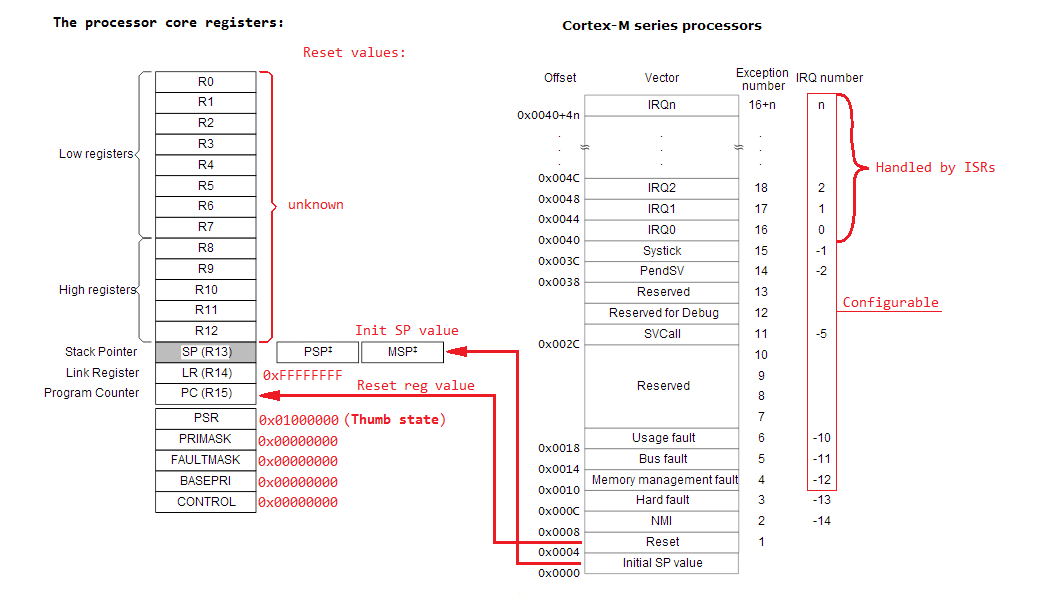 The processor core registers:
Reset values:
R0
R1
R2
R3
R4
R5
R6
R7
R8
R9
R10
R11
R12
Low registers
High registers
unknown
Init SP value
Stack Pointer SP (R13) PSP‡ MSP‡
Link Register LR (R14) 0xFFFFFFFF
Reset reg value
Program Counter PC (R15)
PSR 0x01000000 (Thumb state)
PRIMASK 0x00000000
FAULTMASK 0x00000000
BASEPRI 0x00000000
CONTROL 0x00000000
Cortex-M series processors
Offset Vector Exception number IRQ number
IRQn 16+n n
0x0040+4n
. . .
. ≈ . ≈ .
. . .
0x004C
IRQ2 18 2
0x0048
IRQ1 17 1
0x0044
IRQ0 16 0
0x0040
Systick 15 -1
0x003C
PendSV 14 -2
0x0038
Reserved 13
Reserved for Debug 12
SVCall 11 -5
0x002C
10
9
Reserved
8
7
Usage fault 6 -10
0x0018
Bus fault 5 -11
0x0014
Memory management fault 4 -12
0x0010
Hard fault 3 -13
0x000C
NMI 2 -14
0x0008
Reset 1
0x0004
Initial SP value
0x0000
Handled by ISRs
Configurable